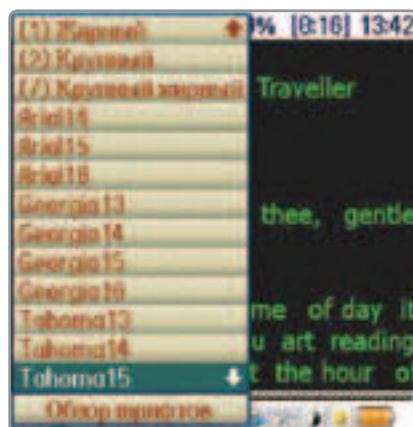 (1) Жирный
(2) Крупный
(7) Крупный жирный
Arial14
Arial15
Arial16
Georgia13
Georgia14
Georgia15
Georgia16
Tahoma13
Tahoma14
Tahoma15
Обзор шрифтов
% [8:16] 13:42
Traveller
thee, gentle
me of day it
u art reading
t the hour of